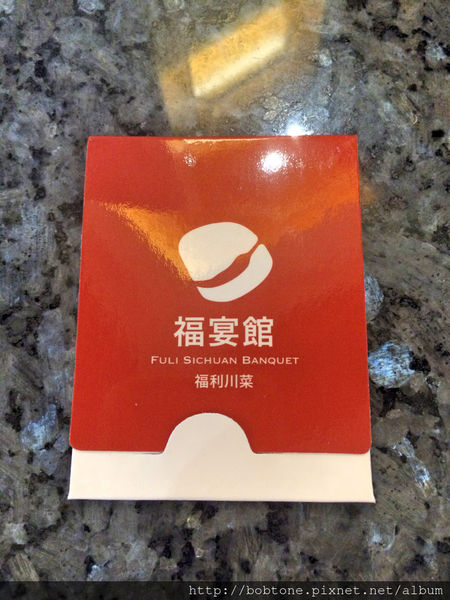 福宴館
FULI SICHUAN BANQUET
福利川菜
http://bobtone.pixnet.net/album